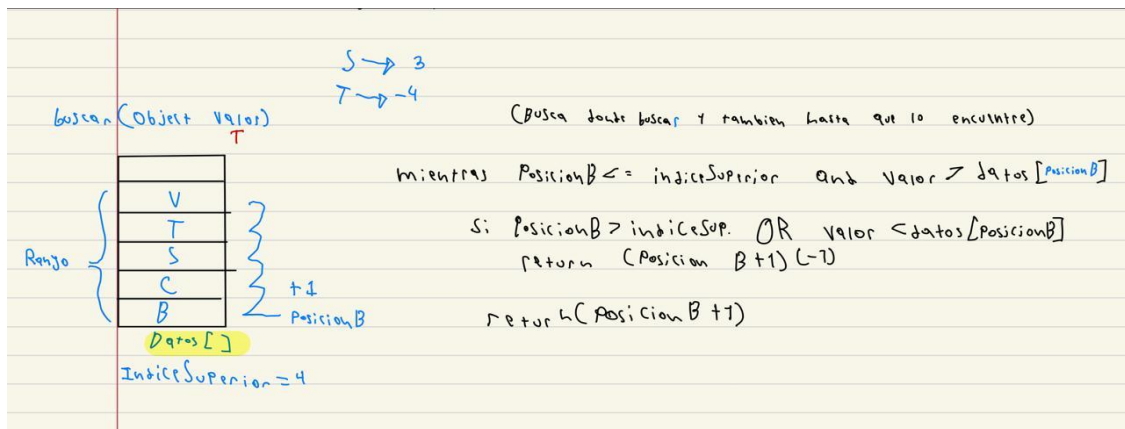 S → 3
T → -4
buscar(Object valor)
T
(Busca donde buscar y tambien hasta que lo encuentre)
mientras PosicionB <= indiceSuperior and valor > datos[PosicionB]
Si PosicionB > indiceSup. OR valor < datos[PosicionB]
return (Posicion B+1)(-1)
return(Posicion B+1)
V
T
S
C
B
Rango
+1
PosicionB
Datos[]
IndiceSuperior = 4